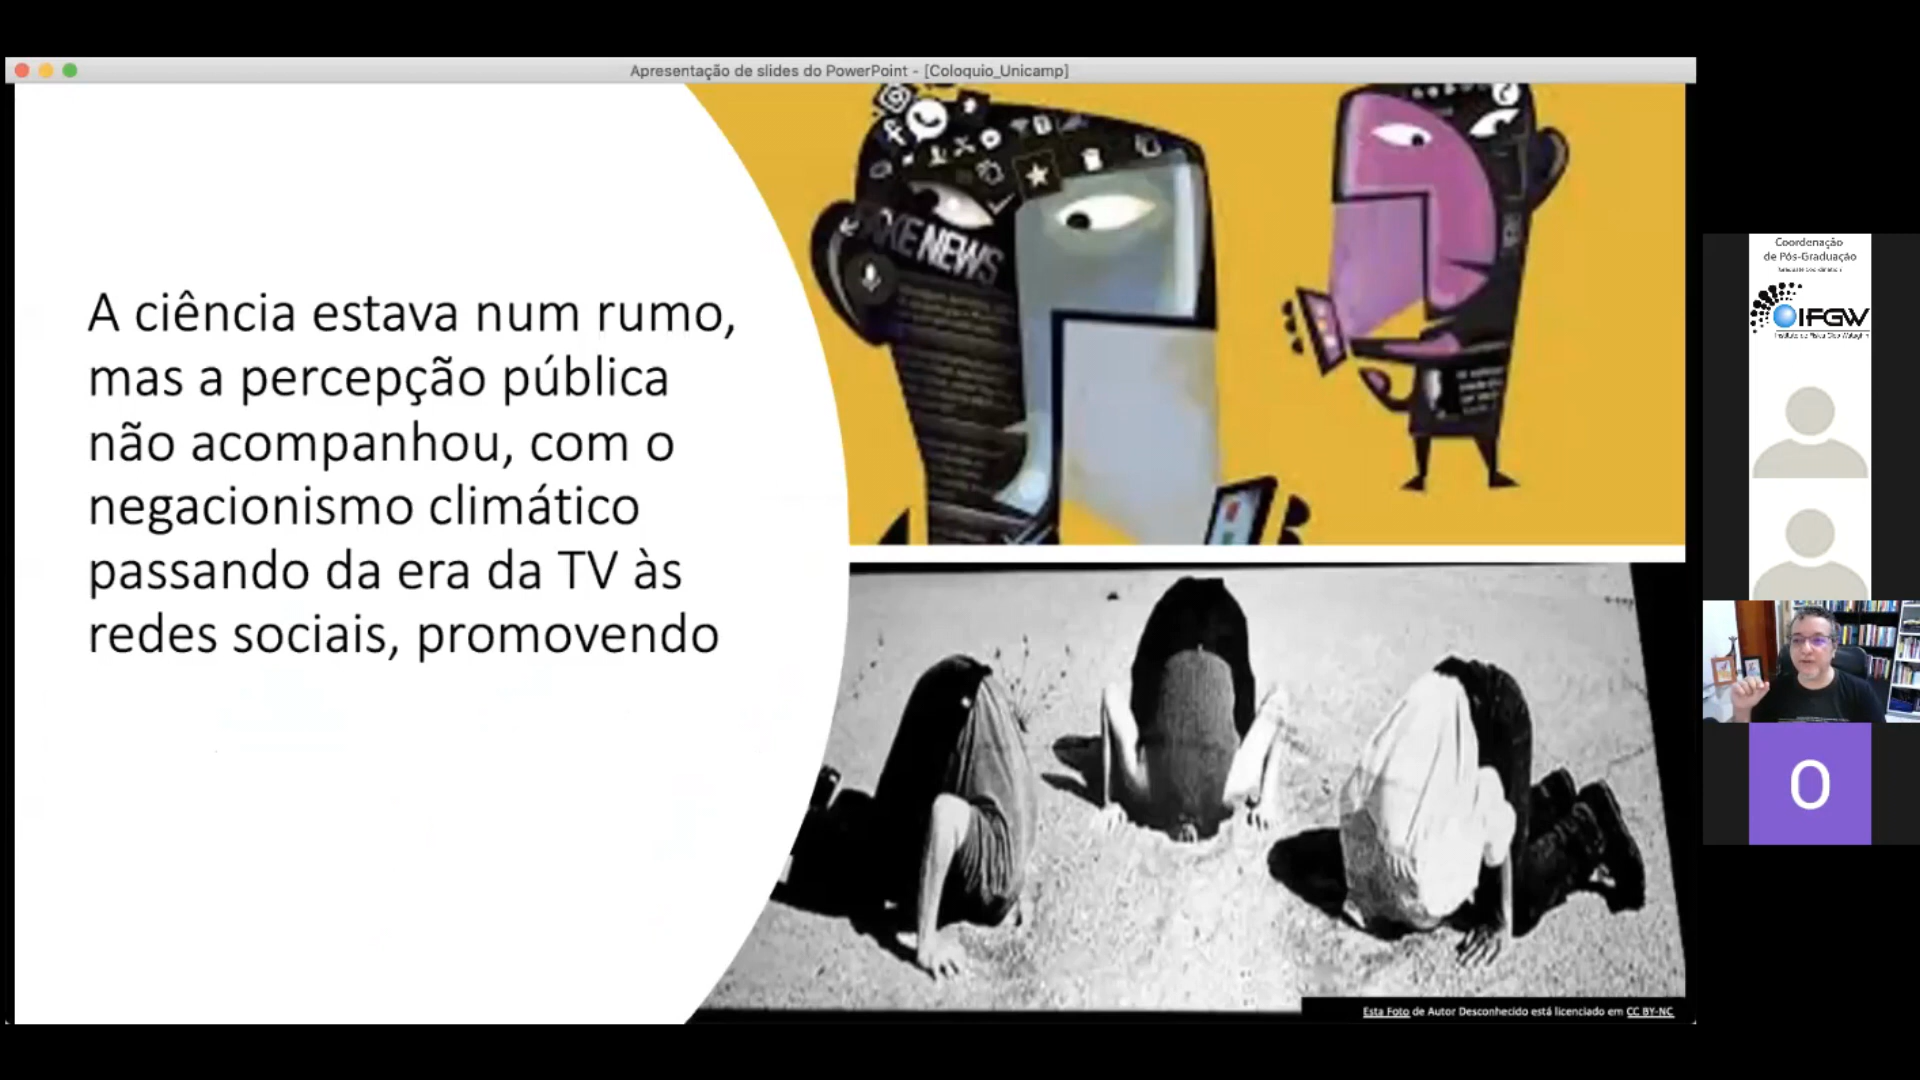 Apresentação de slides do PowerPoint - [Coloquio_Unicamp]
A ciência estava num rumo,
mas a percepção pública
não acompanhou, com o
negacionismo climático
passando da era da TV às
redes sociais, promovendo
NEWS
Esta Foto de Autor Desconhecido está licenciado em CC BY-NC
Coordenação
de Pós-Graduação
IFGW
O